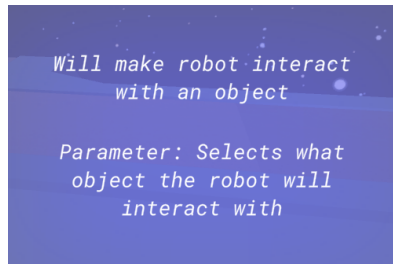 Will make robot interact
with an object
Parameter: Selects what
object the robot will
interact with